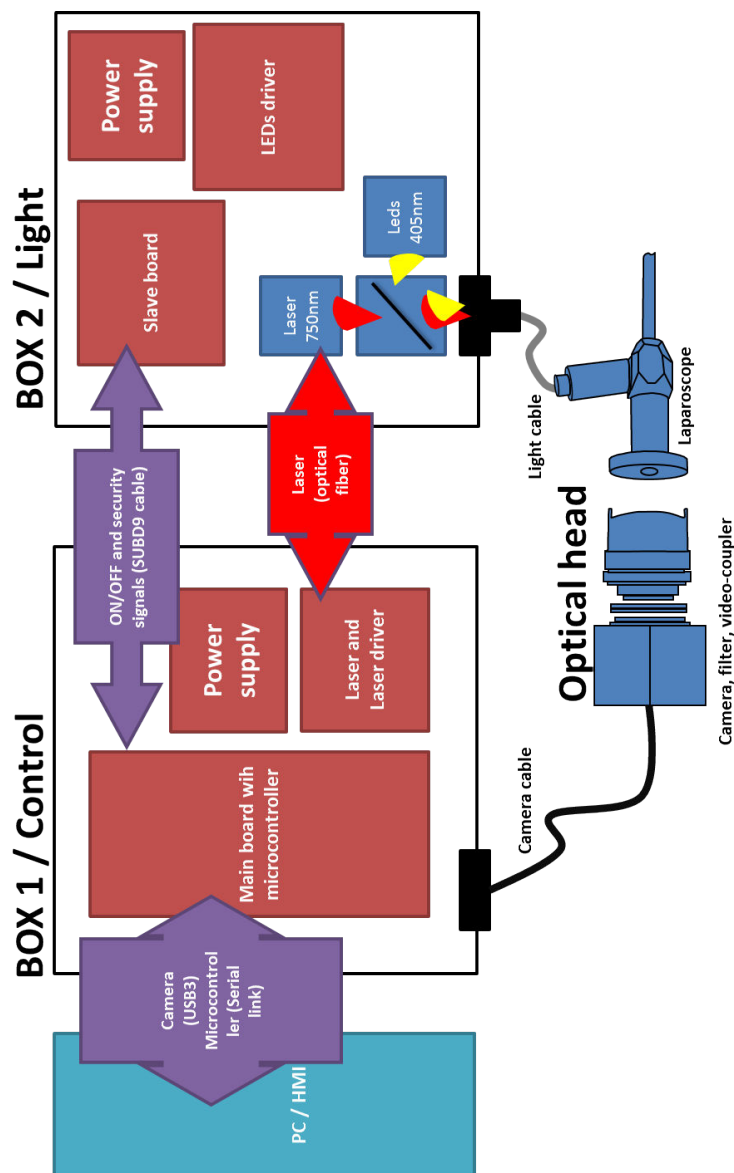 BOX 1 / Control
BOX 2 / Light
PC / HMI
Camera
(USB3)
Microcontrol
ler (Serial
link)
Main board wih
microcontroller
Power
supply
Laser and
Laser driver
ON/OFF and security
signals (SUBD9 cable)
Laser
(optical
fiber)
Slave board
Power
supply
LEDs driver
Laser
750nm
Leds
405nm
Camera cable
Optical head
Camera, filter, video-coupler
Light cable
Laparoscope